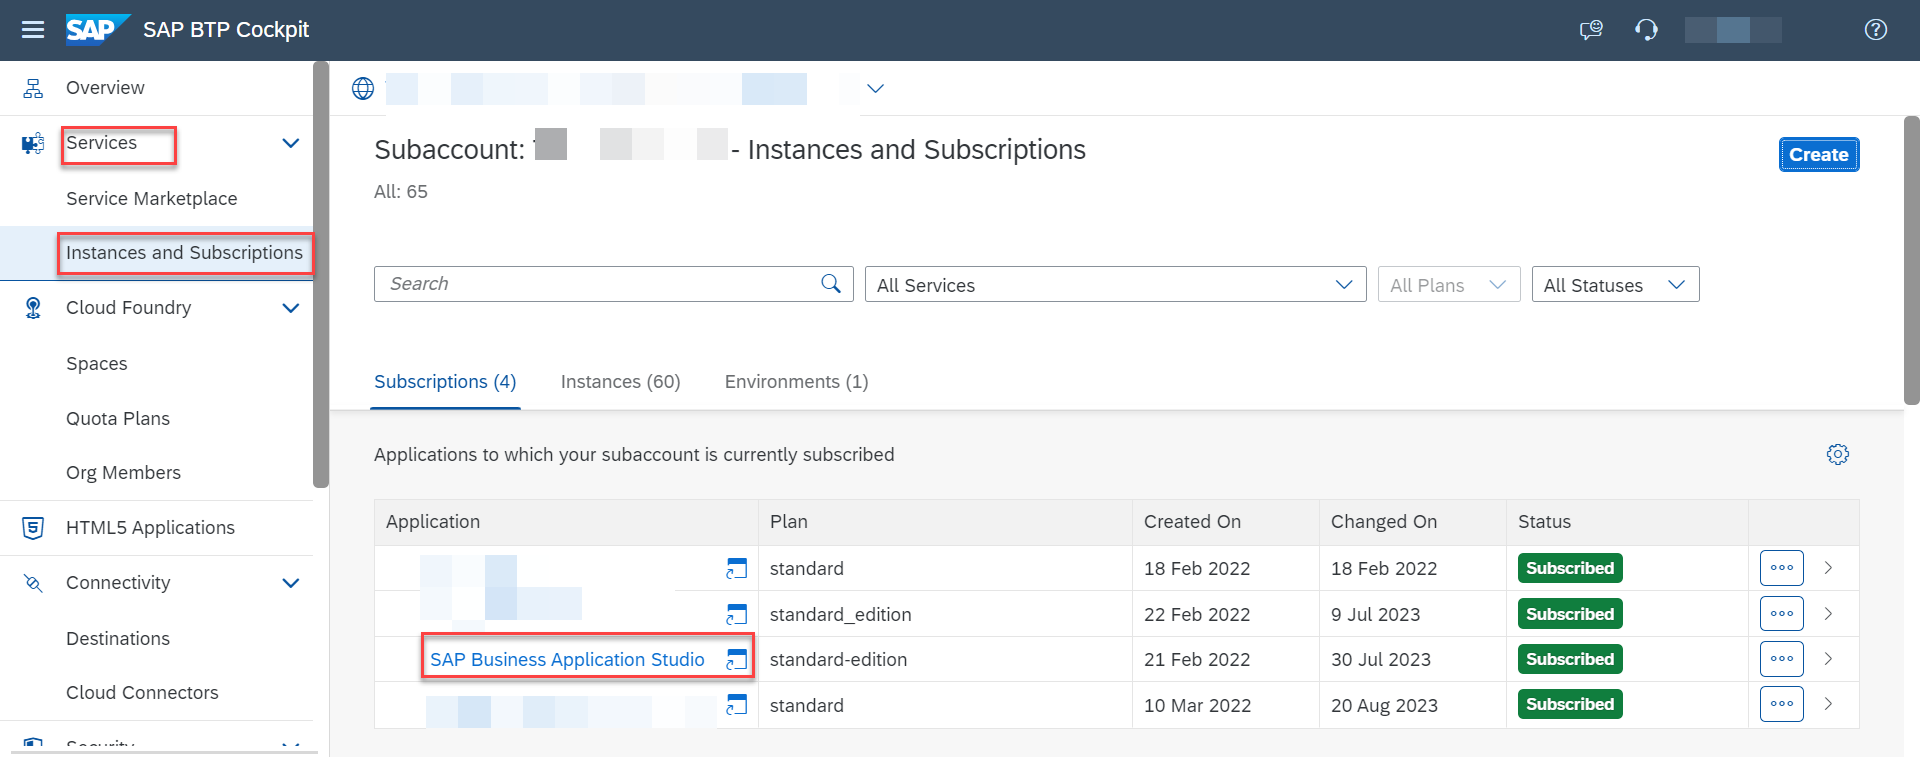 SAP SAP BTP Cockpit
Overview
Services
Service Marketplace
Instances and Subscriptions
Cloud Foundry
Spaces
Quota Plans
Org Members
HTML5 Applications
Connectivity
Destinations
Cloud Connectors
Security
Subaccount: - Instances and Subscriptions
Create
All: 65
Search
All Services
All Plans
All Statuses
Subscriptions (4)
Instances (60)
Environments (1)
Applications to which your subaccount is currently subscribed
Application Plan Created On Changed On Status
standard 18 Feb 2022 18 Feb 2022 Subscribed
standard_edition 22 Feb 2022 9 Jul 2023 Subscribed
SAP Business Application Studio standard-edition 21 Feb 2022 30 Jul 2023 Subscribed
standard 10 Mar 2022 20 Aug 2023 Subscribed